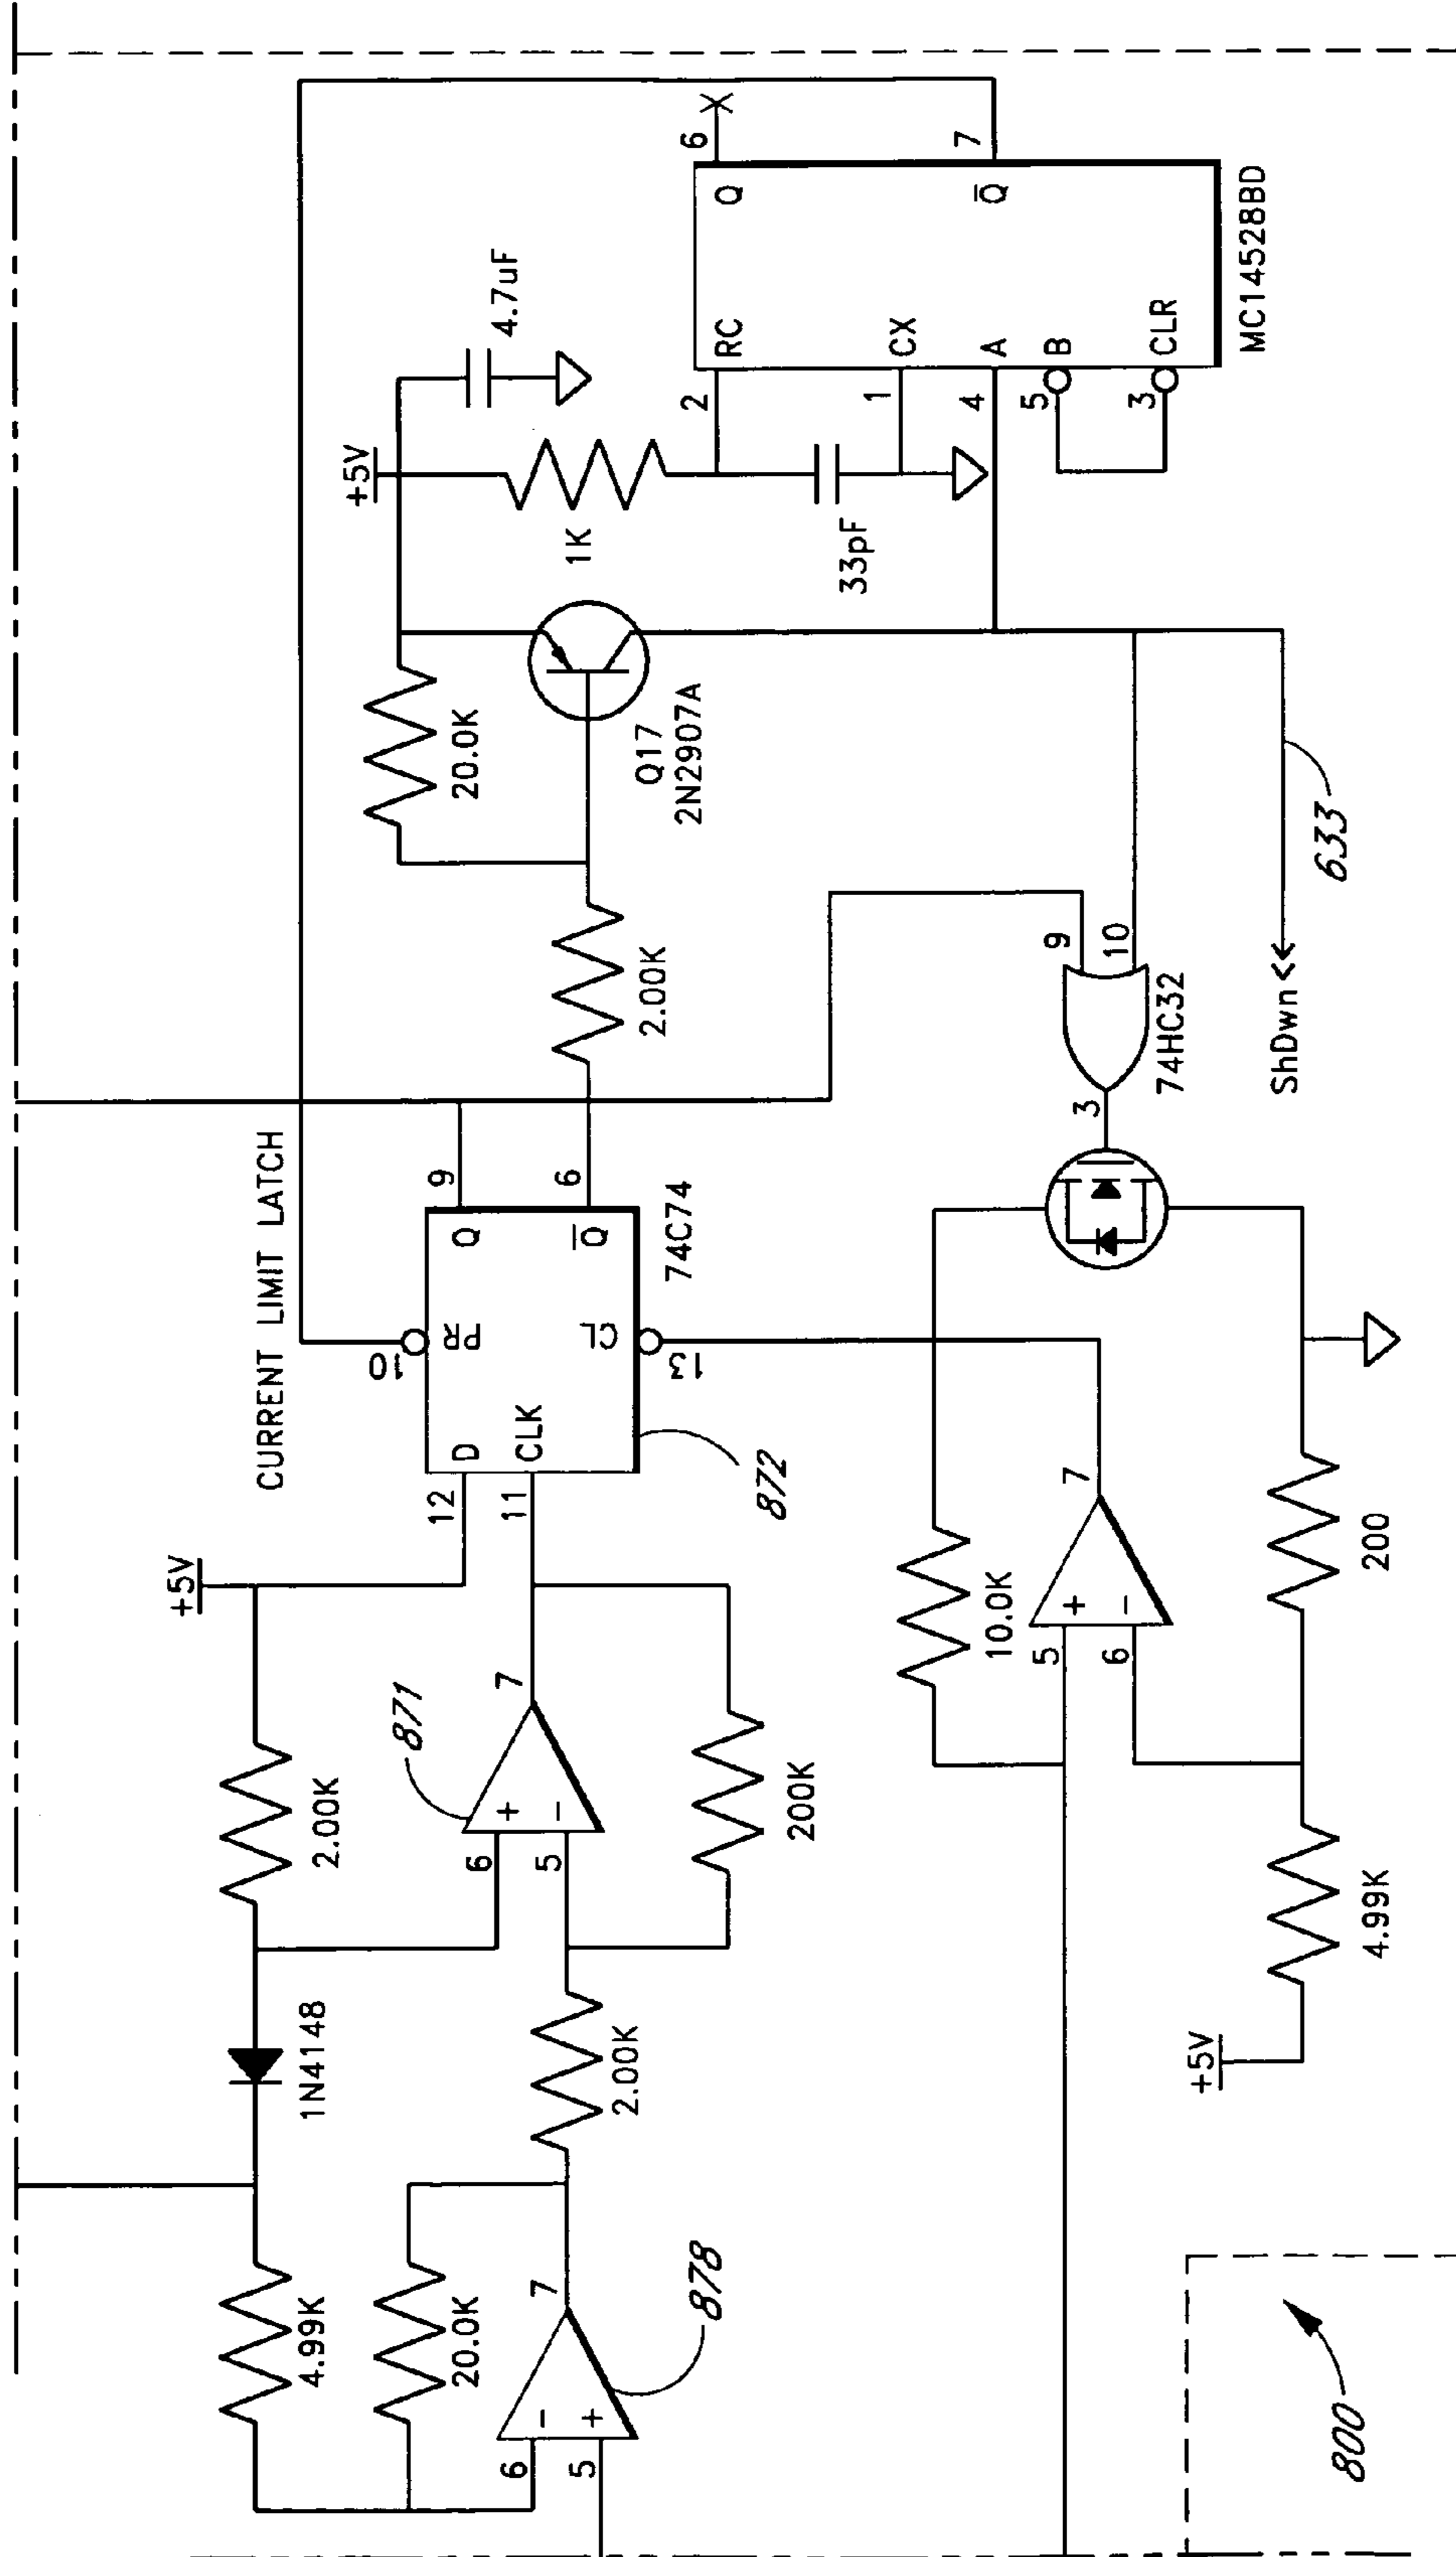 CURRENT LIMIT LATCH
+5V
4.7uF
20.0K
1K
33pF
Q17
2N2907A
2.00K
6
Q
7
Q̅
RC
2
CX
1
A
4
B
5
CLR
3
MC14528BD
9
Q
6
Q̅
10
PR
13
CL
D
12
CLK
11
74C74
872
+5V
2.00K
871
7
+
-
6
5
200K
1N4148
2.00K
4.99K
20.0K
7
-
+
6
5
878
9
10
74HC32
3
ShDwn<<
633
10.0K
7
+
-
5
6
200
4.99K
+5V
800